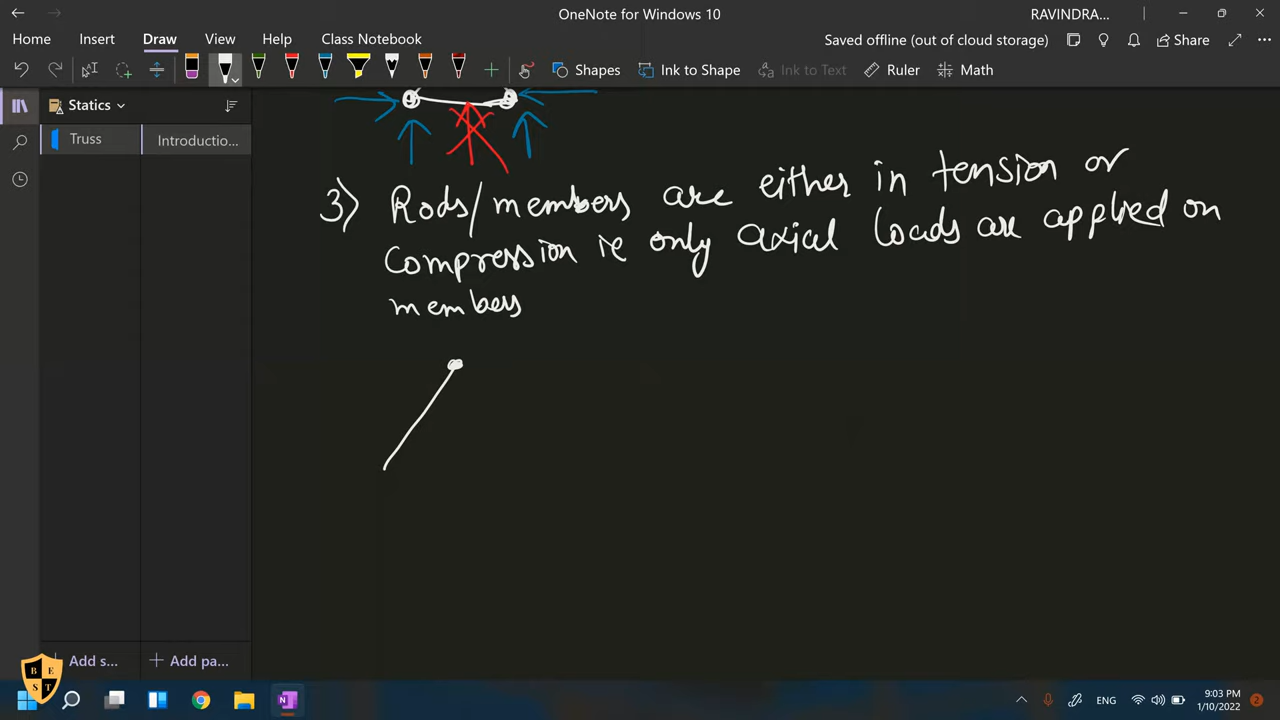 OneNote for Windows 10
RAVINDRA...
Home Insert Draw View Help Class Notebook
Saved offline (out of cloud storage)
Share
Shapes
Ink to Shape
Ink to Text
Ruler
Math
Statics
Truss
Introductio...
3) Rods/members are either in tension or
Compression ie only axial loads are applied on
members
Add s...
Add pa...
B E
S T
ENG
9:03 PM
1/10/2022
2